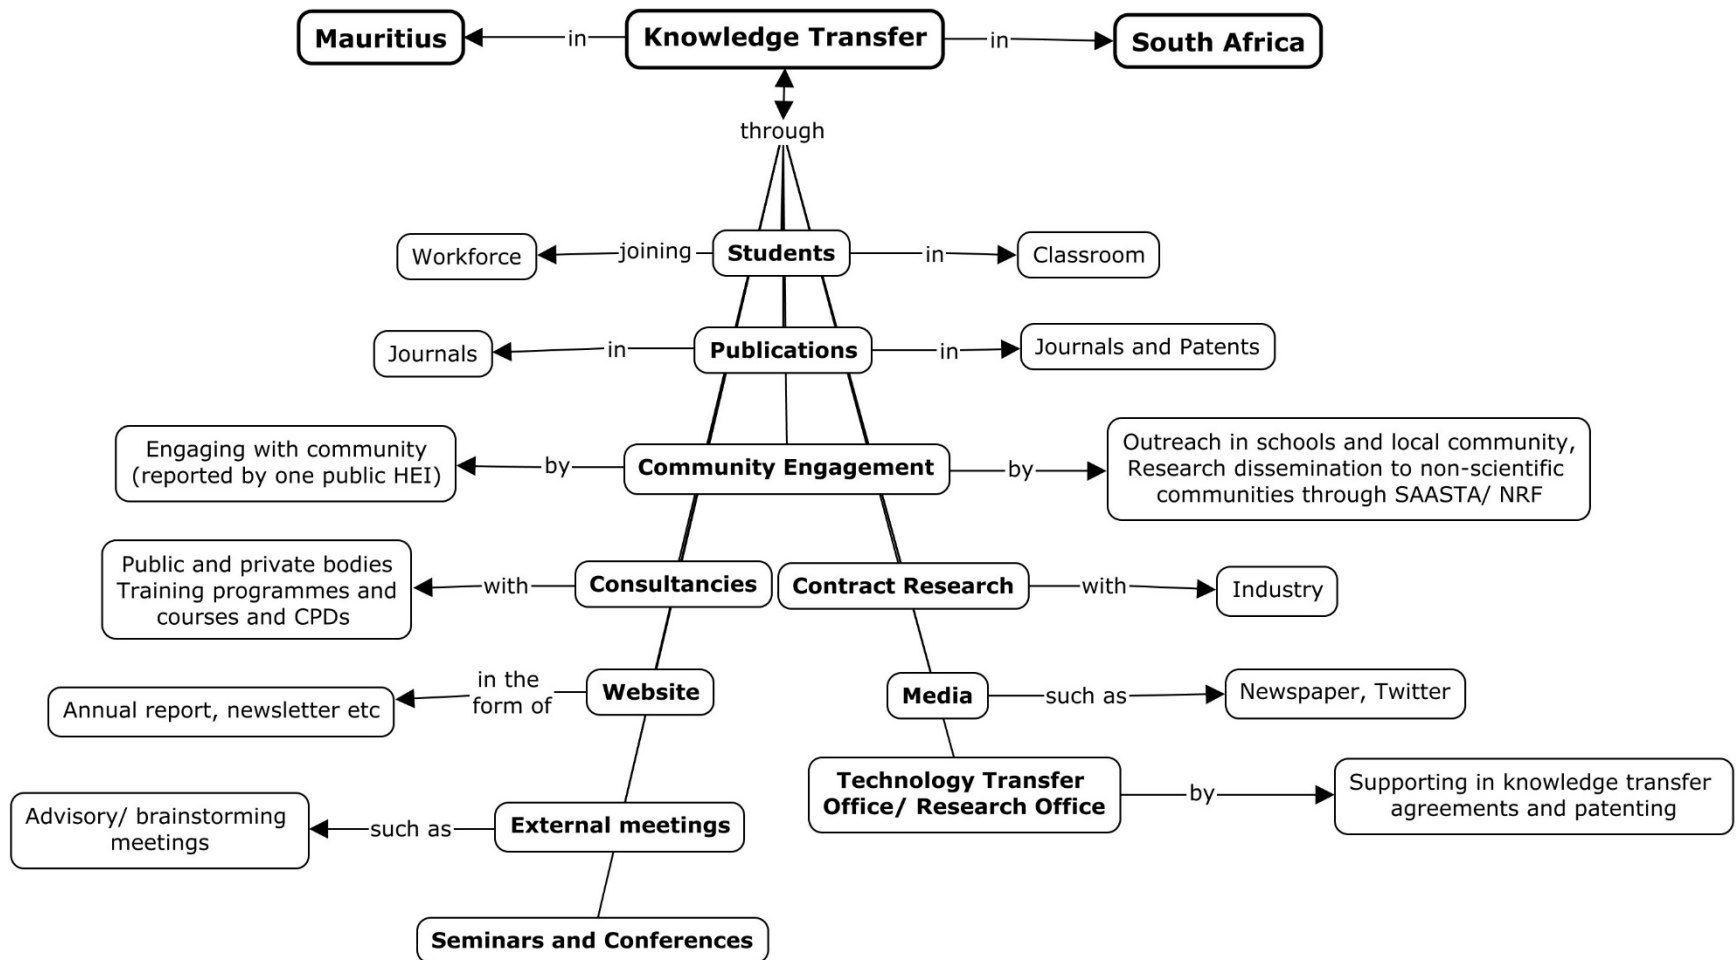 Mauritius
in
Knowledge Transfer
in
South Africa
through
Workforce
joining
Students
in
Classroom
Journals
in
Publications
in
Journals and Patents
Engaging with community
(reported by one public HEI)
by
Community Engagement
by
Outreach in schools and local community,
Research dissemination to non-scientific
communities through SAASTA/ NRF
Public and private bodies
Training programmes and
courses and CPDs
with
Consultancies
Contract Research
with
Industry
Annual report, newsletter etc
in the
form of
Website
Media
such as
Newspaper, Twitter
Technology Transfer
Office/ Research Office
by
Supporting in knowledge transfer
agreements and patenting
Advisory/ brainstorming
meetings
such as
External meetings
Seminars and Conferences